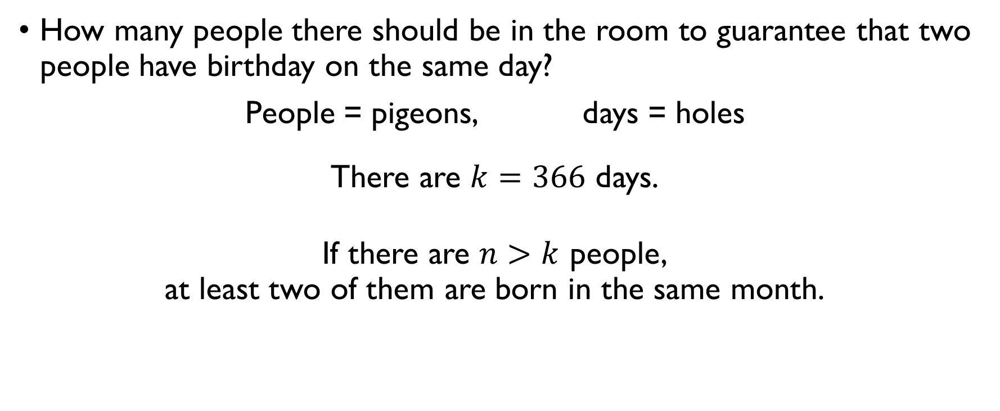 • How many people there should be in the room to guarantee that two
people have birthday on the same day?
People = pigeons, days = holes
There are k = 366 days.
If there are n > k people,
at least two of them are born in the same month.